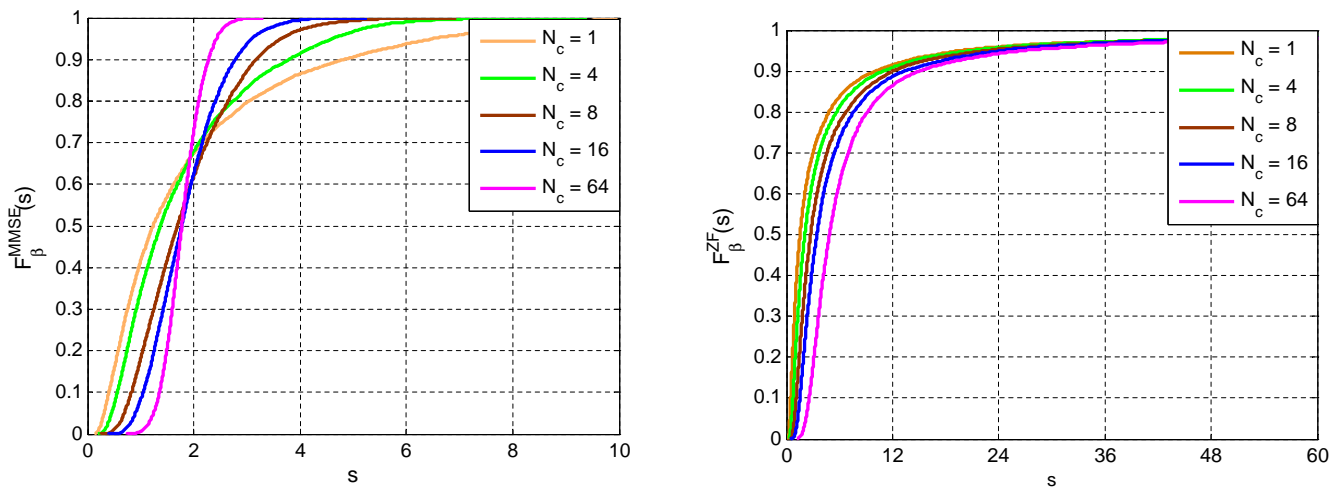 F_β^MMSE(s)
1
0.9
0.8
0.7
0.6
0.5
0.4
0.3
0.2
0.1
0
0 2 4 6 8 10
s
N_c = 1
N_c = 4
N_c = 8
N_c = 16
N_c = 64
F_β^ZF(s)
1
0.9
0.8
0.7
0.6
0.5
0.4
0.3
0.2
0.1
0
0 12 24 36 48 60
s
N_c = 1
N_c = 4
N_c = 8
N_c = 16
N_c = 64